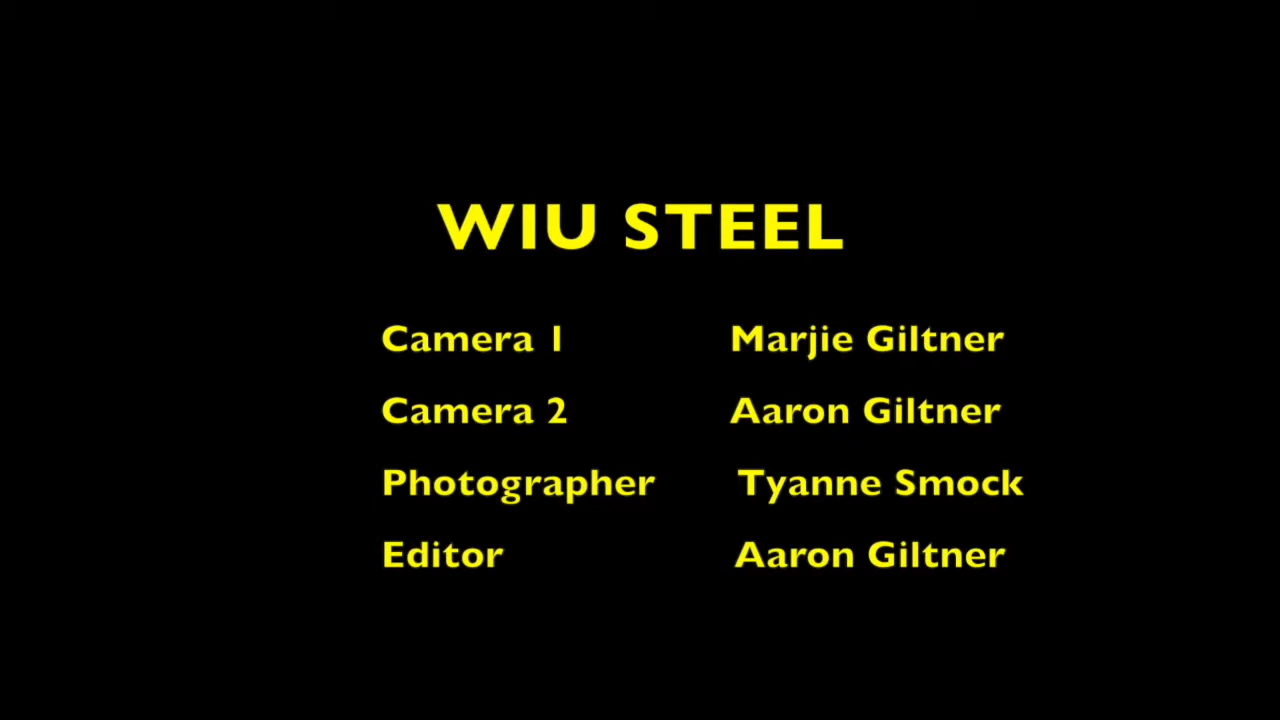 WIU STEEL
Camera 1 Marjie Giltner
Camera 2 Aaron Giltner
Photographer Tyanne Smock
Editor Aaron Giltner